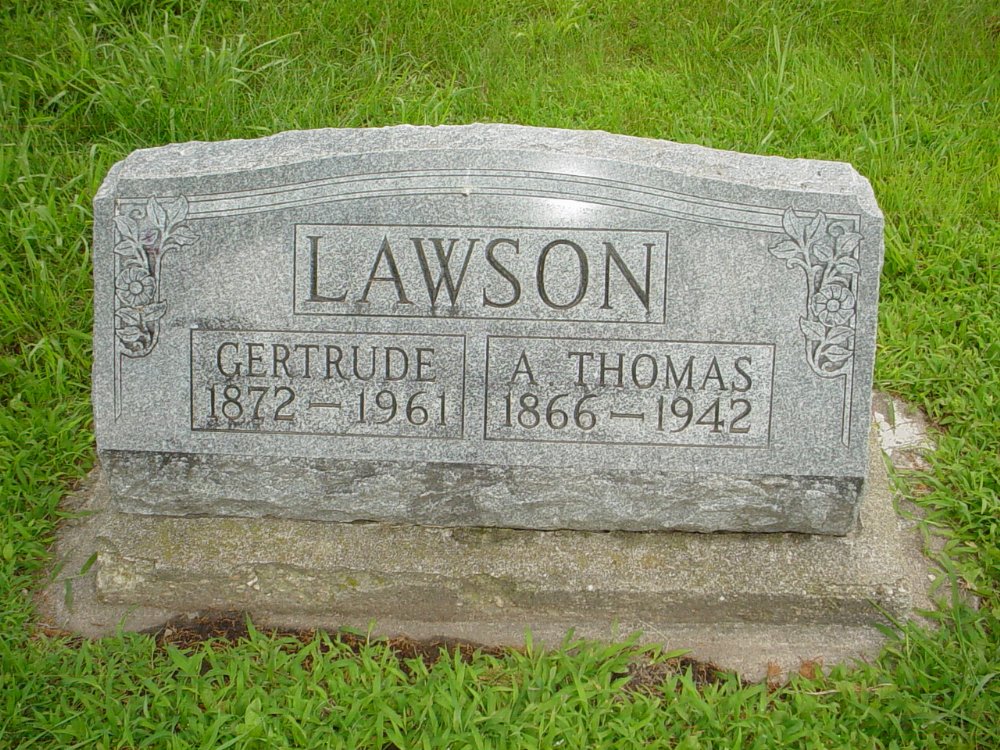 LAWSON
GERTRUDE
1872 – 1961
A. THOMAS
1866 – 1942